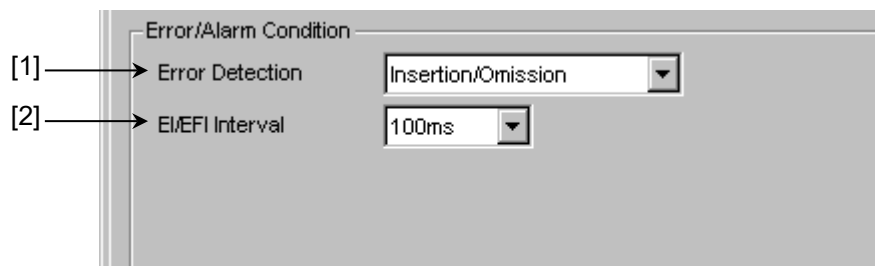 Error/Alarm Condition
[1] Error Detection Insertion/Omission
[2] EI/EFI Interval 100ms